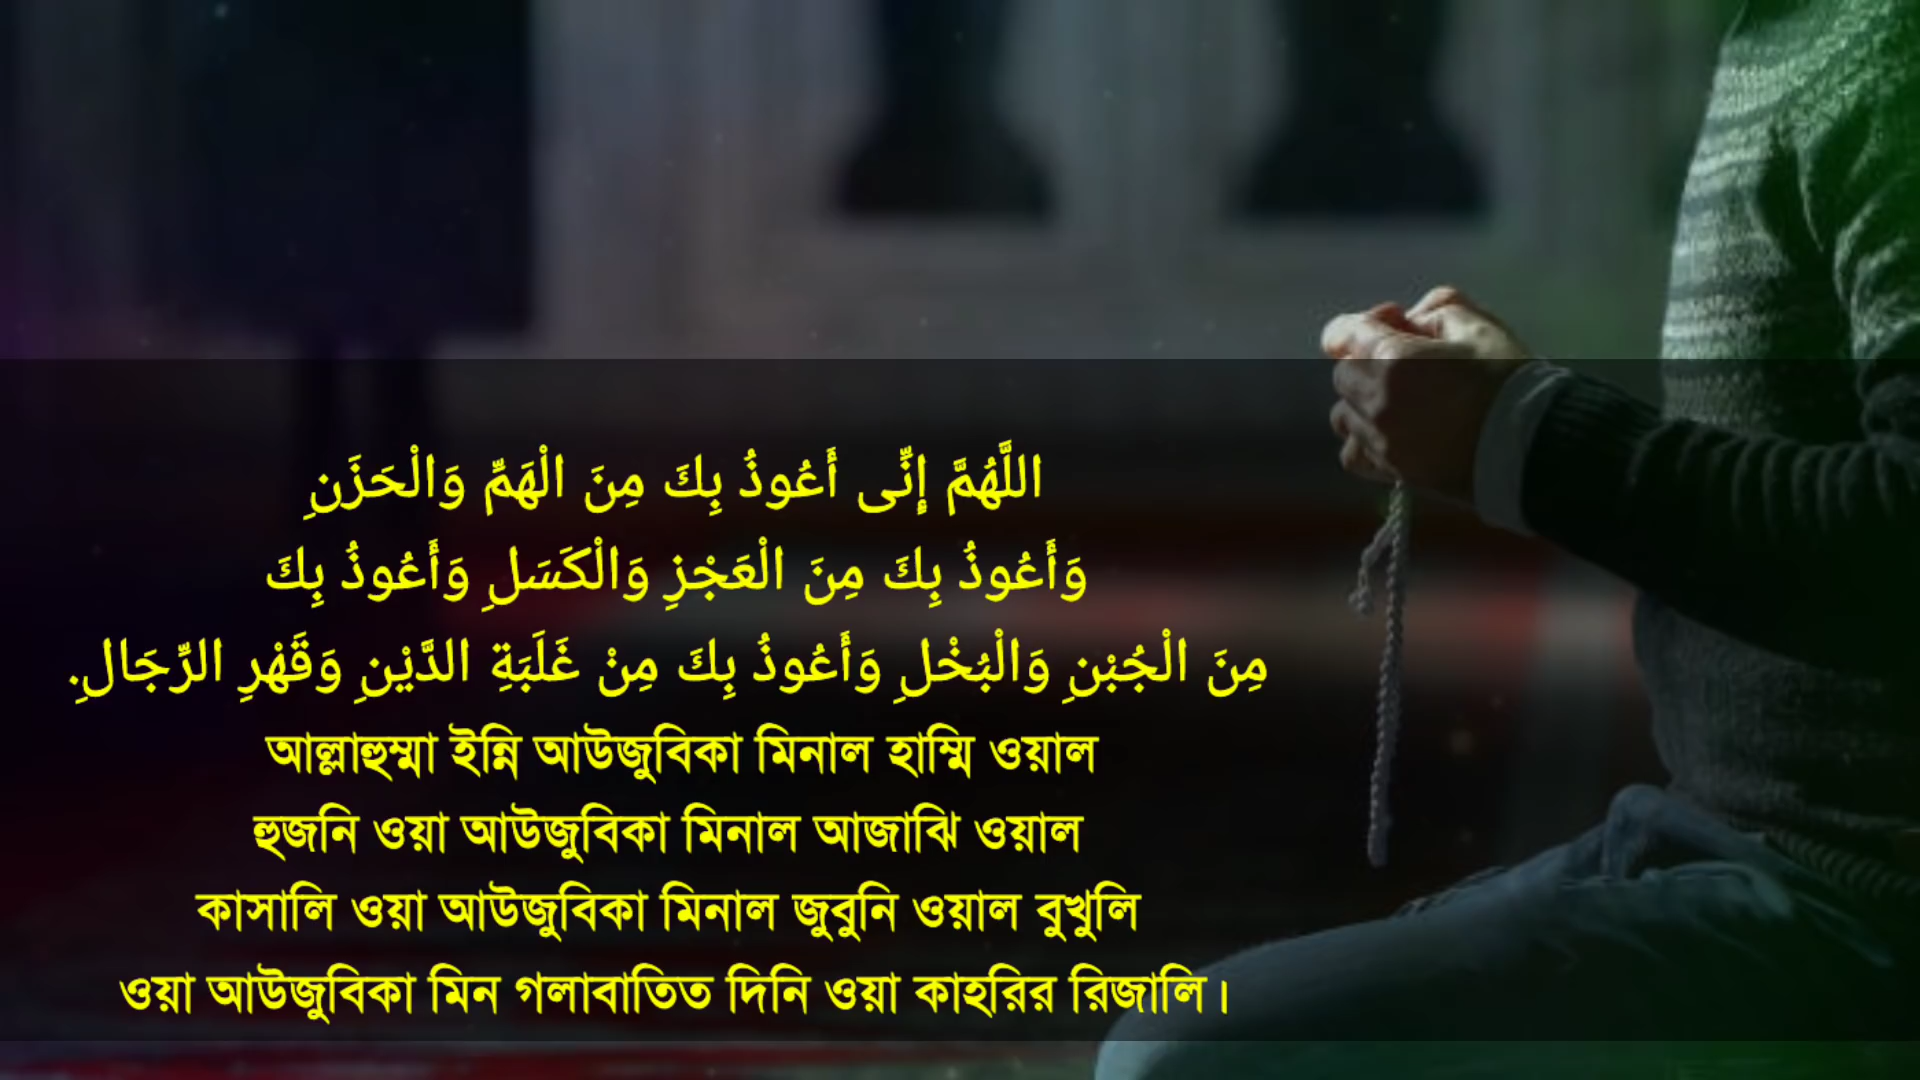 اللَّهُمَّ إِنِّى أَعُوذُ بِكَ مِنَ الْهَمِّ وَالْحَزَنِ
وَأَعُوذُ بِكَ مِنَ الْعَجْزِ وَالْكَسَلِ وَأَعُوذُ بِكَ
مِنَ الْجُبْنِ وَالْبُخْلِ وَأَعُوذُ بِكَ مِنْ غَلَبَةِ الدَّيْنِ وَقَهْرِ الرِّجَالِ.
আল্লাহুম্মা ইন্নি আউজুবিকা মিনাল হাম্মি ওয়াল
হুজনি ওয়া আউজুবিকা মিনাল আজাঝি ওয়াল
কাসালি ওয়া আউজুবিকা মিনাল জুবুনি ওয়াল বুখুলি
ওয়া আউজুবিকা মিন গলাবাতিত দিনি ওয়া কাহরির রিজালি।